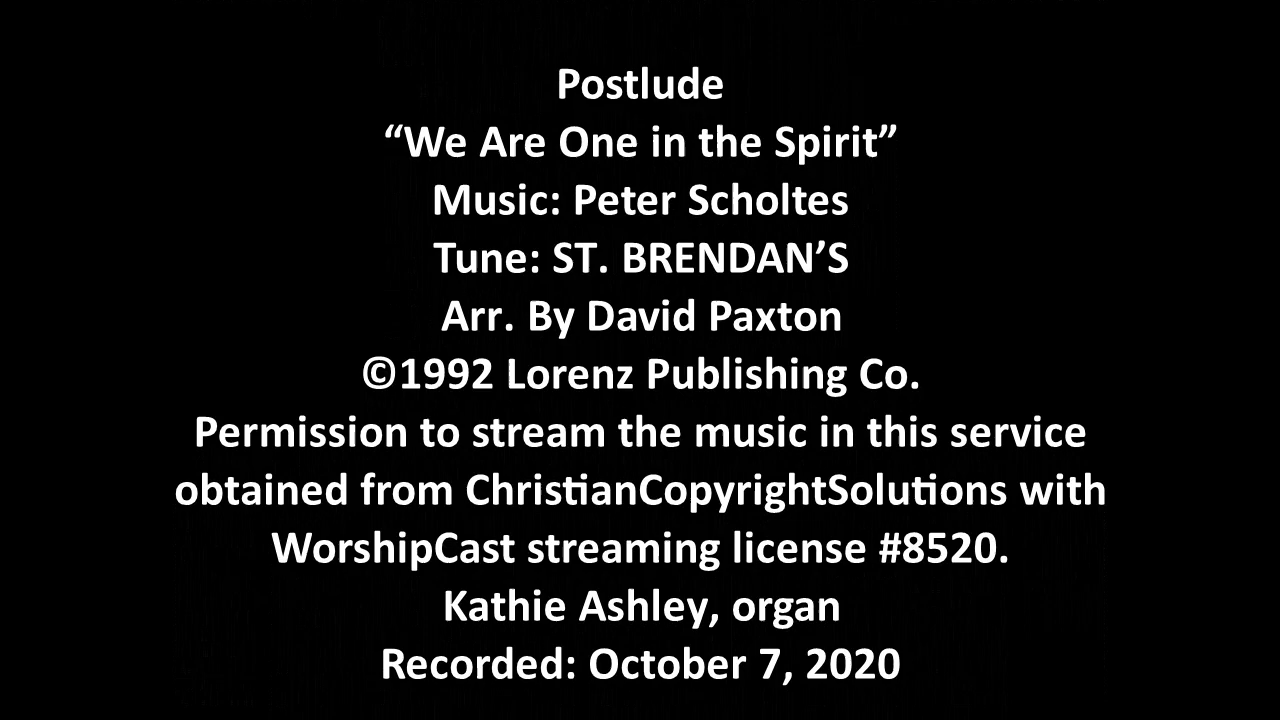 Postlude
“We Are One in the Spirit”
Music: Peter Scholtes
Tune: ST. BRENDAN’S
Arr. By David Paxton
©1992 Lorenz Publishing Co.
Permission to stream the music in this service
obtained from ChristianCopyrightSolutions with
WorshipCast streaming license #8520.
Kathie Ashley, organ
Recorded: October 7, 2020